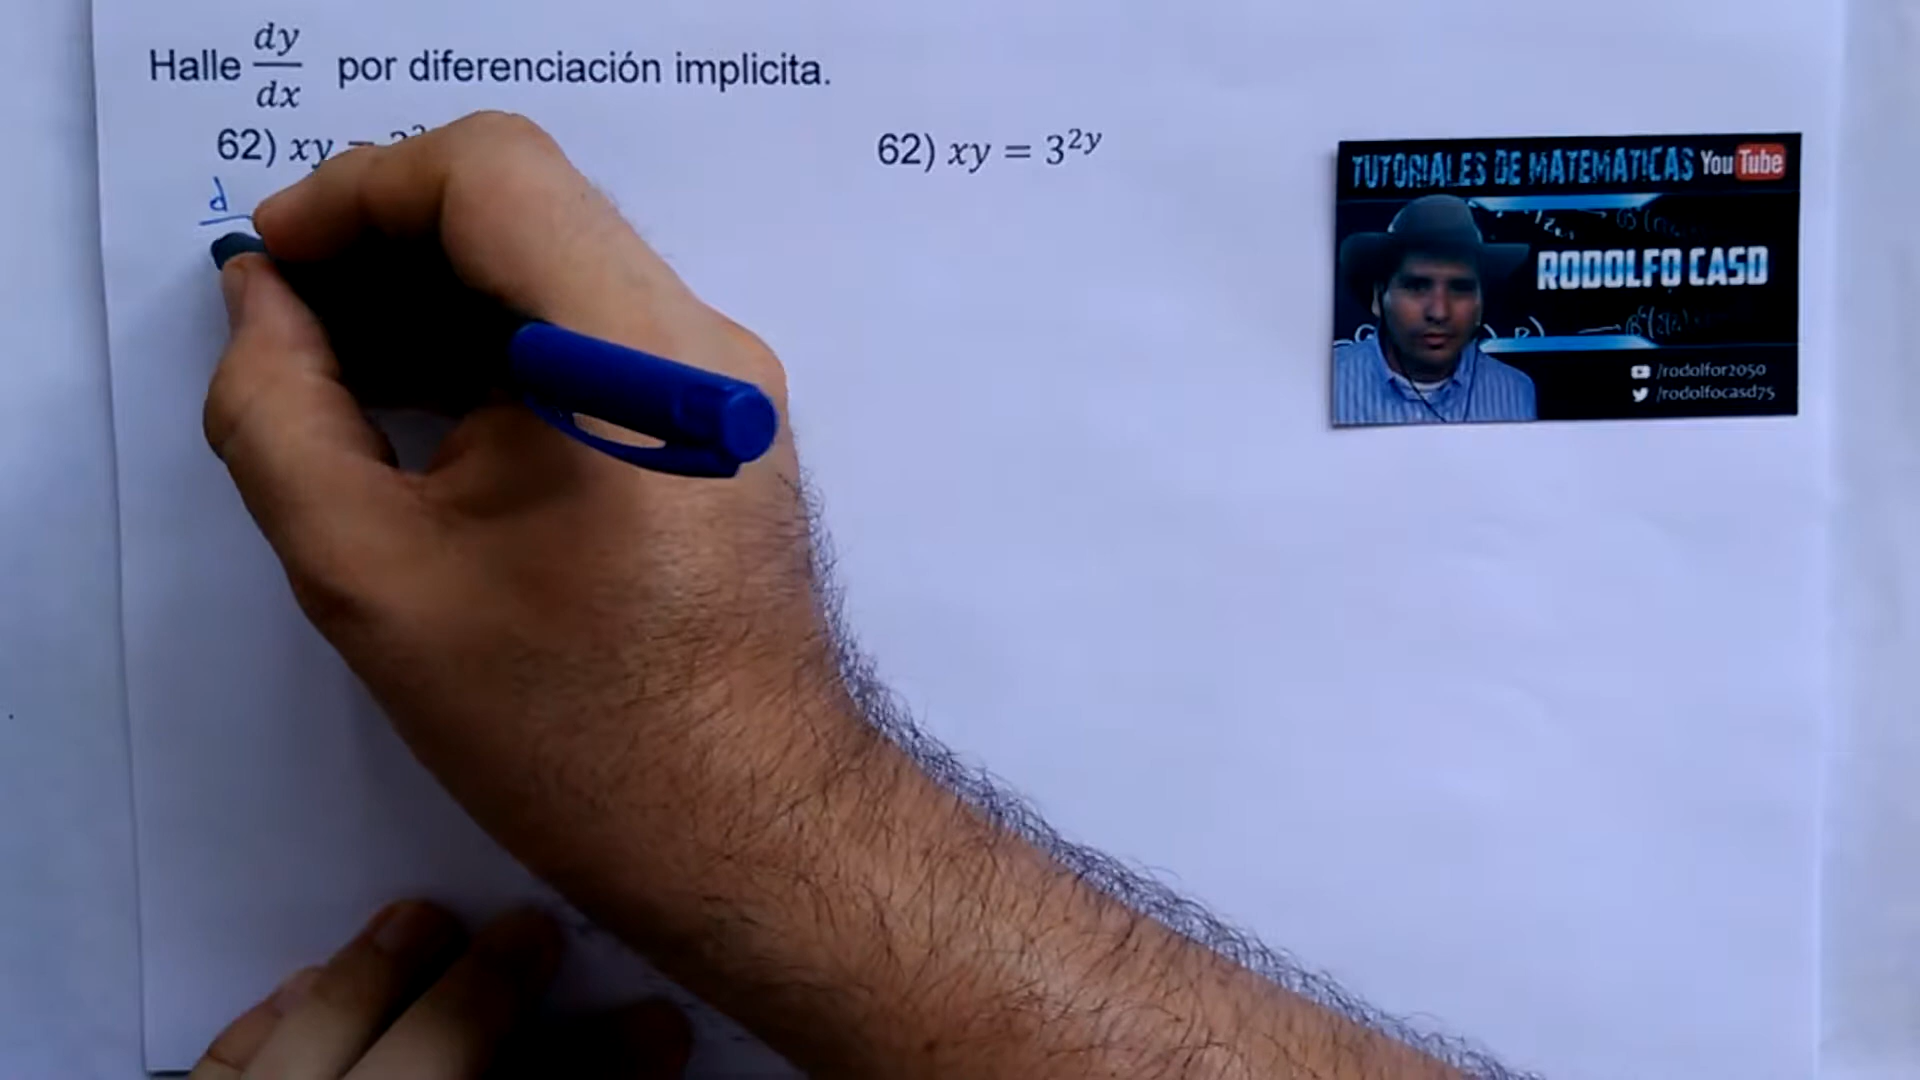 Halle dy/dx por diferenciación implicita.
62) xy =
62) xy = 3^{2y}
d
TUTORIALES DE MATEMATICAS YouTube
RODOLFO CASD
/rodolfor2050
/rodolfocasd75